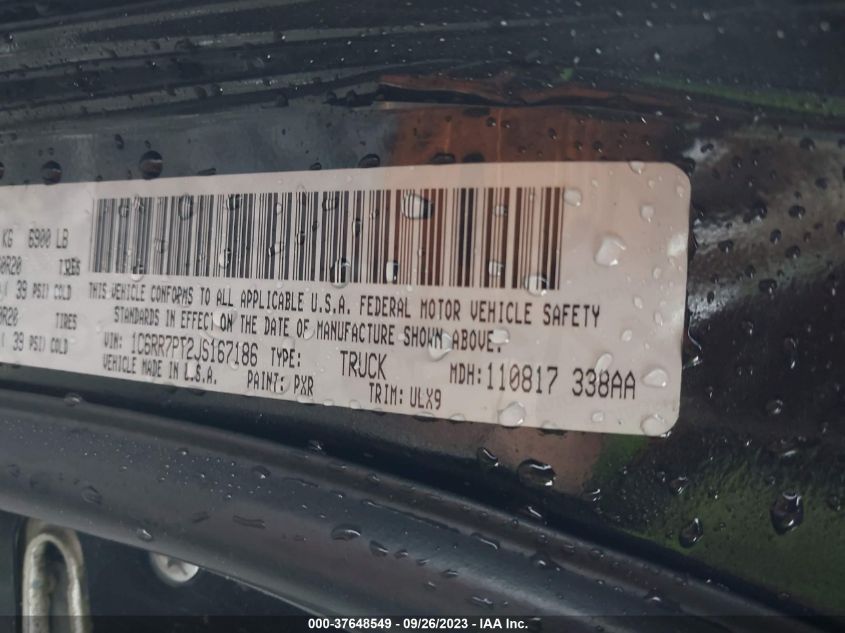 KG 6900 LB
0R20 TIRES
39 PSI/ COLD
THIS VEHICLE CONFORMS TO ALL APPLICABLE U.S.A. FEDERAL MOTOR VEHICLE SAFETY
0R20 TIRES
STANDARDS IN EFFECT ON THE DATE OF MANUFACTURE SHOWN ABOVE.
39 PSI/ COLD
VIN: 1C6RR7PT2JS167186 TYPE: TRUCK MDH:110817 338AA
VEHICLE MADE IN U.S.A. PAINT: PXR TRIM: ULX9
000-37648549 - 09/26/2023 - IAA Inc.